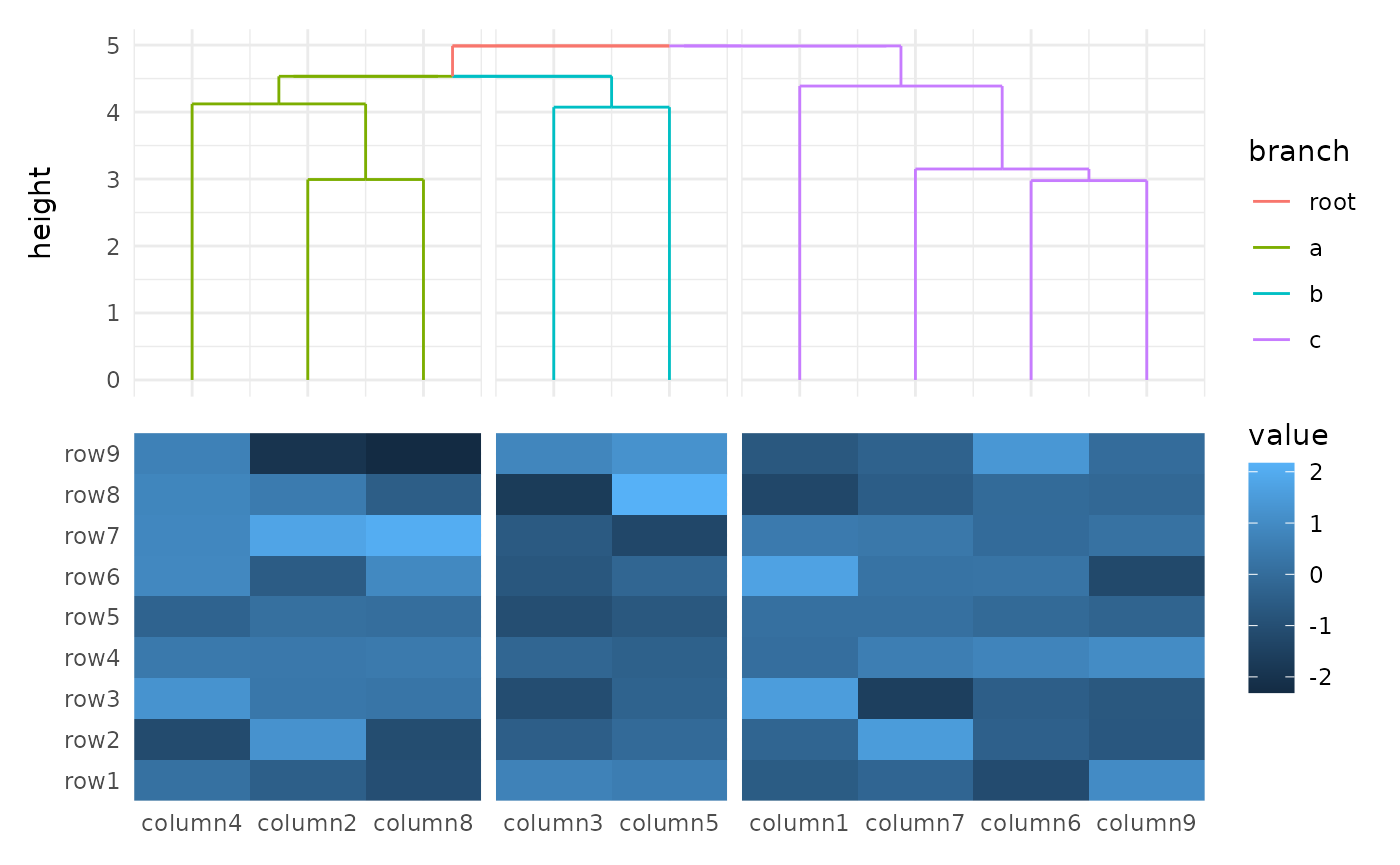 5
4
3
2
1
0
height
branch
root
a
b
c
value
2
1
0
-1
-2
row9
row8
row7
row6
row5
row4
row3
row2
row1
column4 column2 column8 column3 column5 column1 column7 column6 column9